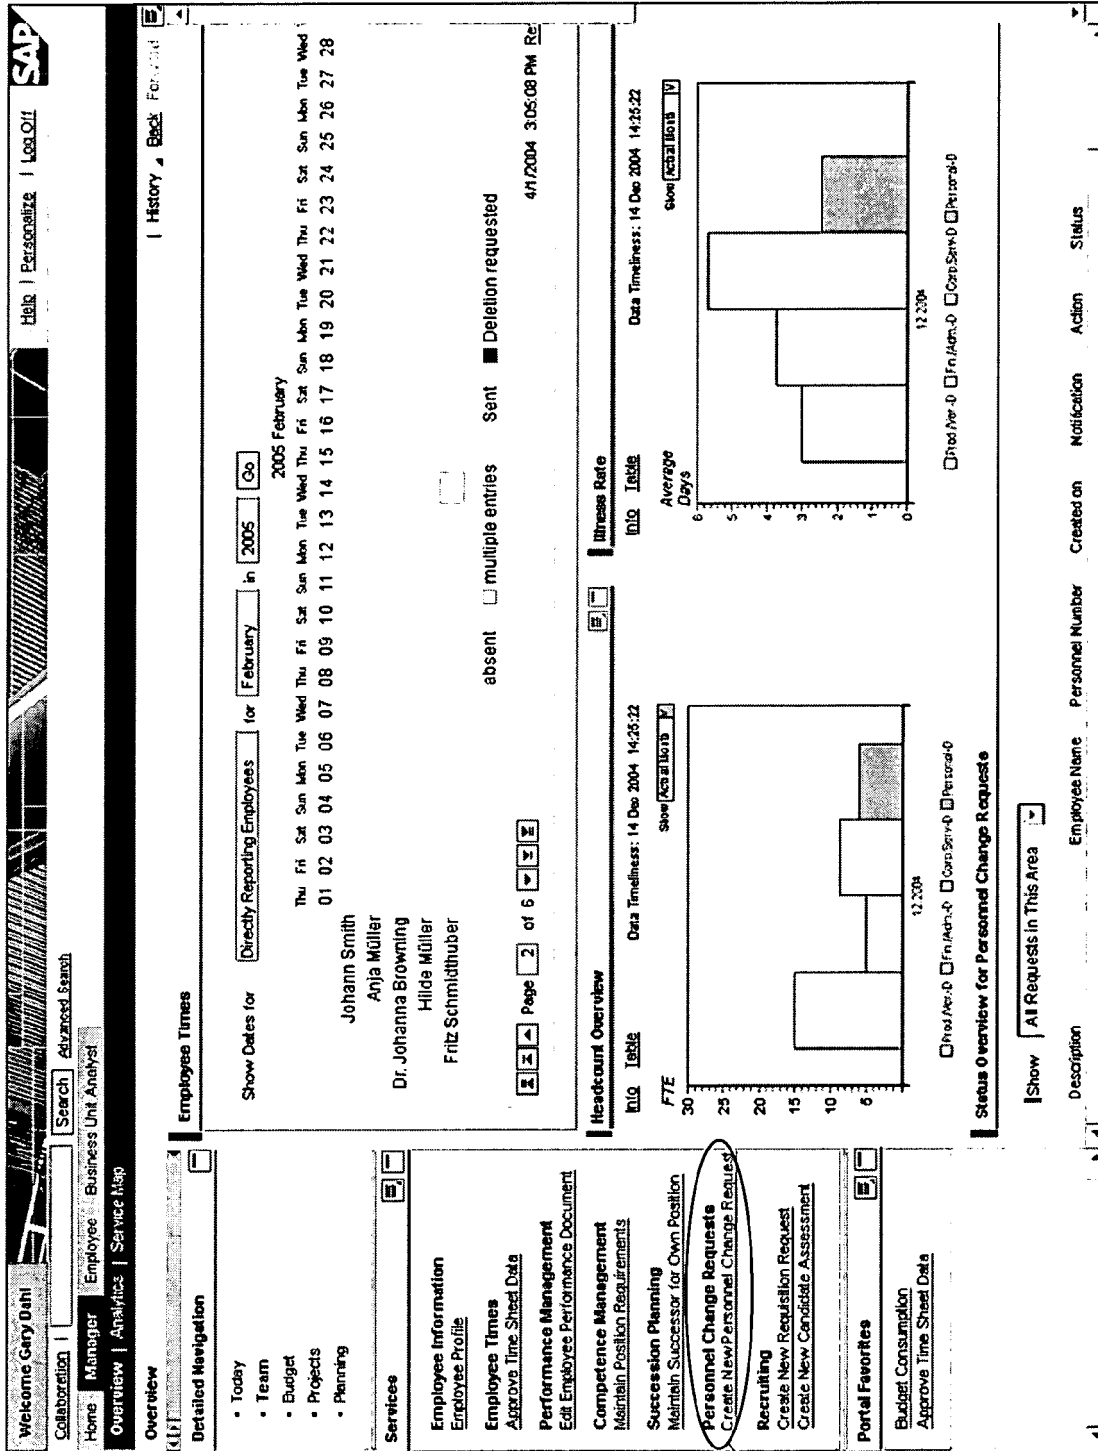 Welcome Gary Dahl
Help | Personalize | Log Off
SAP
Collaboration |
Search
Advanced Search
Home
Manager
Employee
Business Unit Analyst
Overview | Analytics | Service Map
Overview
| History
Back
Detailed Navigation
• Today
• Team
• Budget
• Projects
• Planning
Services
Employee Information
Employee Profile
Employee Times
Approve Time Sheet Data
Performance Management
Edit Employee Performance Document
Competence Management
Maintain Position Requirements
Succession Planning
Maintain Successor for Own Position
Personnel Change Requests
Create New Personnel Change Request
Recruiting
Create New Requisition Request
Create New Candidate Assessment
Portal Favorites
Budget Consumption
Approve Time Sheet Data
Employee Times
Show Dates for Directly Reporting Employees for February in 2005 Go
2005 February
Thu Fri Sat Sun Mon Tue Wed Thu Fri Sat Sun Mon Tue Wed Thu Fri Sat Sun Mon Tue Wed Thu Fri Sat Sun Mon Tue Wed
01 02 03 04 05 06 07 08 09 10 11 12 13 14 15 16 17 18 19 20 21 22 23 24 25 26 27 28
Johann Smith
Anja Müller
Dr. Johanna Browning
Hilde Müller
Fritz Schmidthuber
absent multiple entries Sent Deletion requested
Page 2 of 6
4/1/2004 3:05:08 PM Re
Headcount Overview
Info Table
Data Timeliness: 14 Dec 2004 14:25:22
Show Actual Month
FTE
30
25
20
15
10
5
12.2004
Corp.Serv-D Personal-D
Illness Rate
Info Table
Data Timeliness: 14 Dec 2004 14:25:22
Show Actual Month
Average
Days
6
5
4
3
2
1
0
12.2004
Corp.Serv-D Personal-D
Status Overview for Personnel Change Requests
Show All Requests in This Area
Description Employee Name Personnel Number Created on Notification Action Status